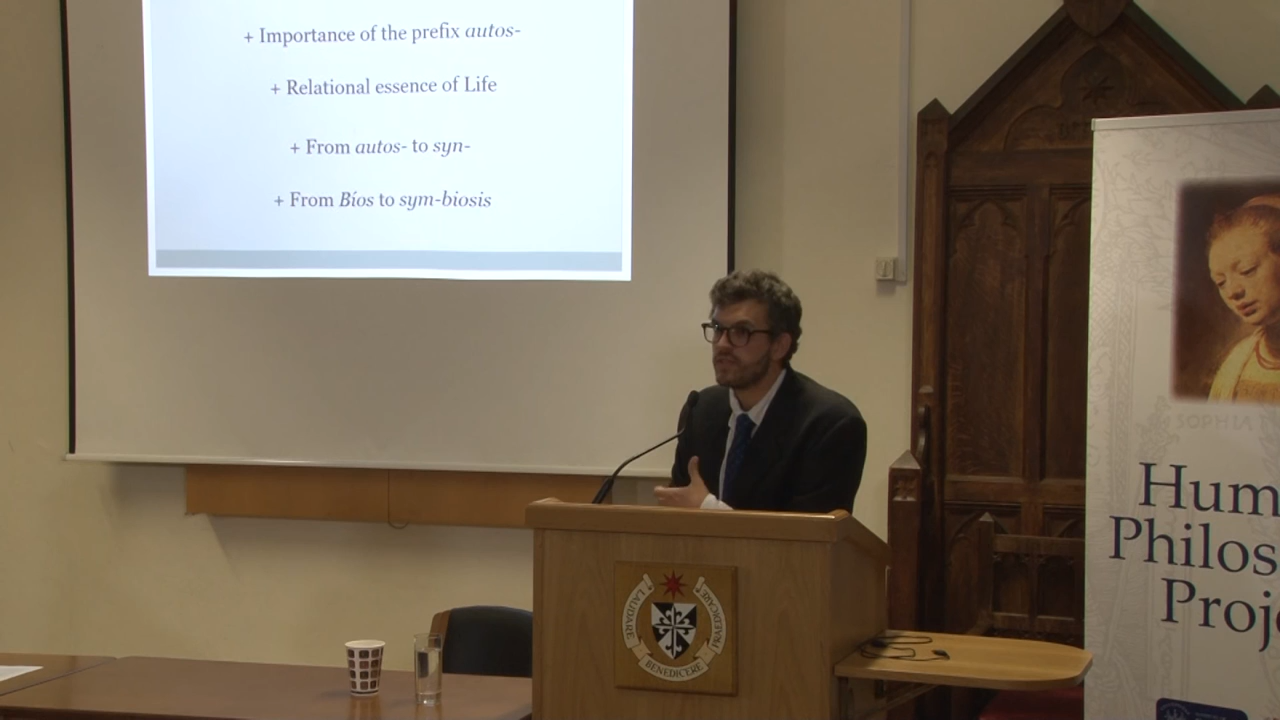 + Importance of the prefix autos-
+ Relational essence of Life
+ From autos- to syn-
+ From Bíos to sym-biosis
SOPHIA
Hum
Philos
Proj
LAUDARE
BENEDICERE
PRAEDICARE